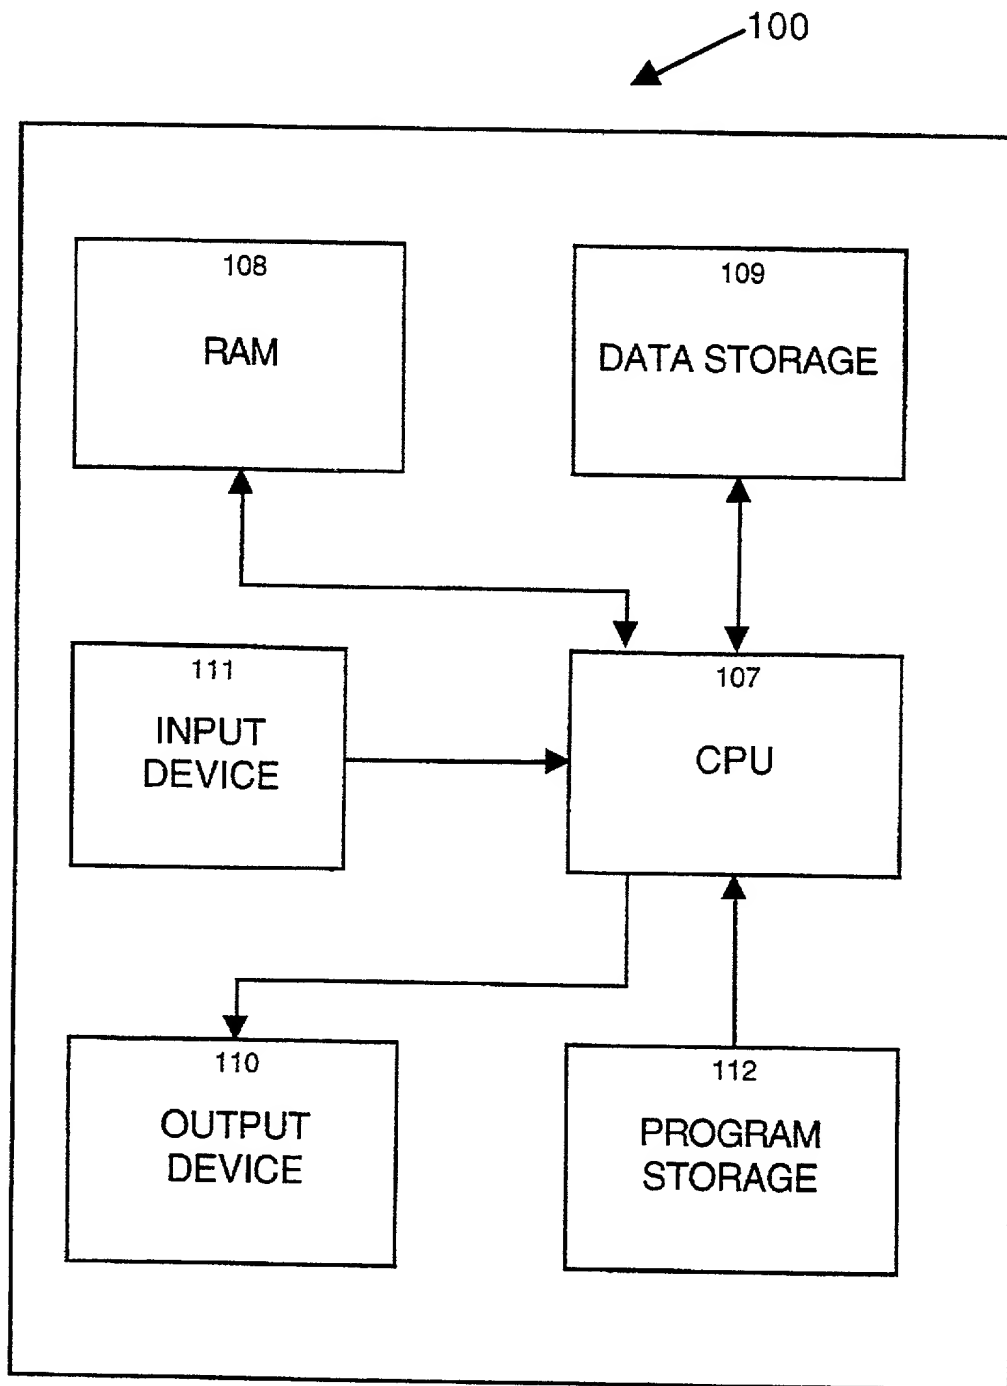 100
108
RAM
109
DATA STORAGE
111
INPUT
DEVICE
107
CPU
110
OUTPUT
DEVICE
112
PROGRAM
STORAGE